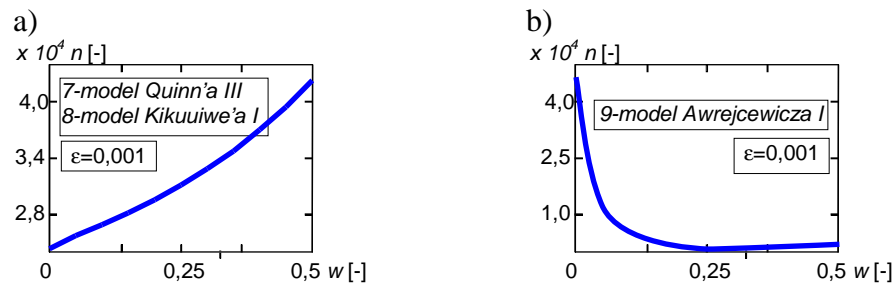 a)
x 10⁴ n [-]
7-model Quinn'a III
8-model Kikuuiwe'a I
ε=0,001
4,0
3,4
2,8
0
0,25
0,5 w [-]
b)
x 10⁴ n [-]
9-model Awrejcewicza I
ε=0,001
4,0
2,5
1,0
0
0,25
0,5 w [-]